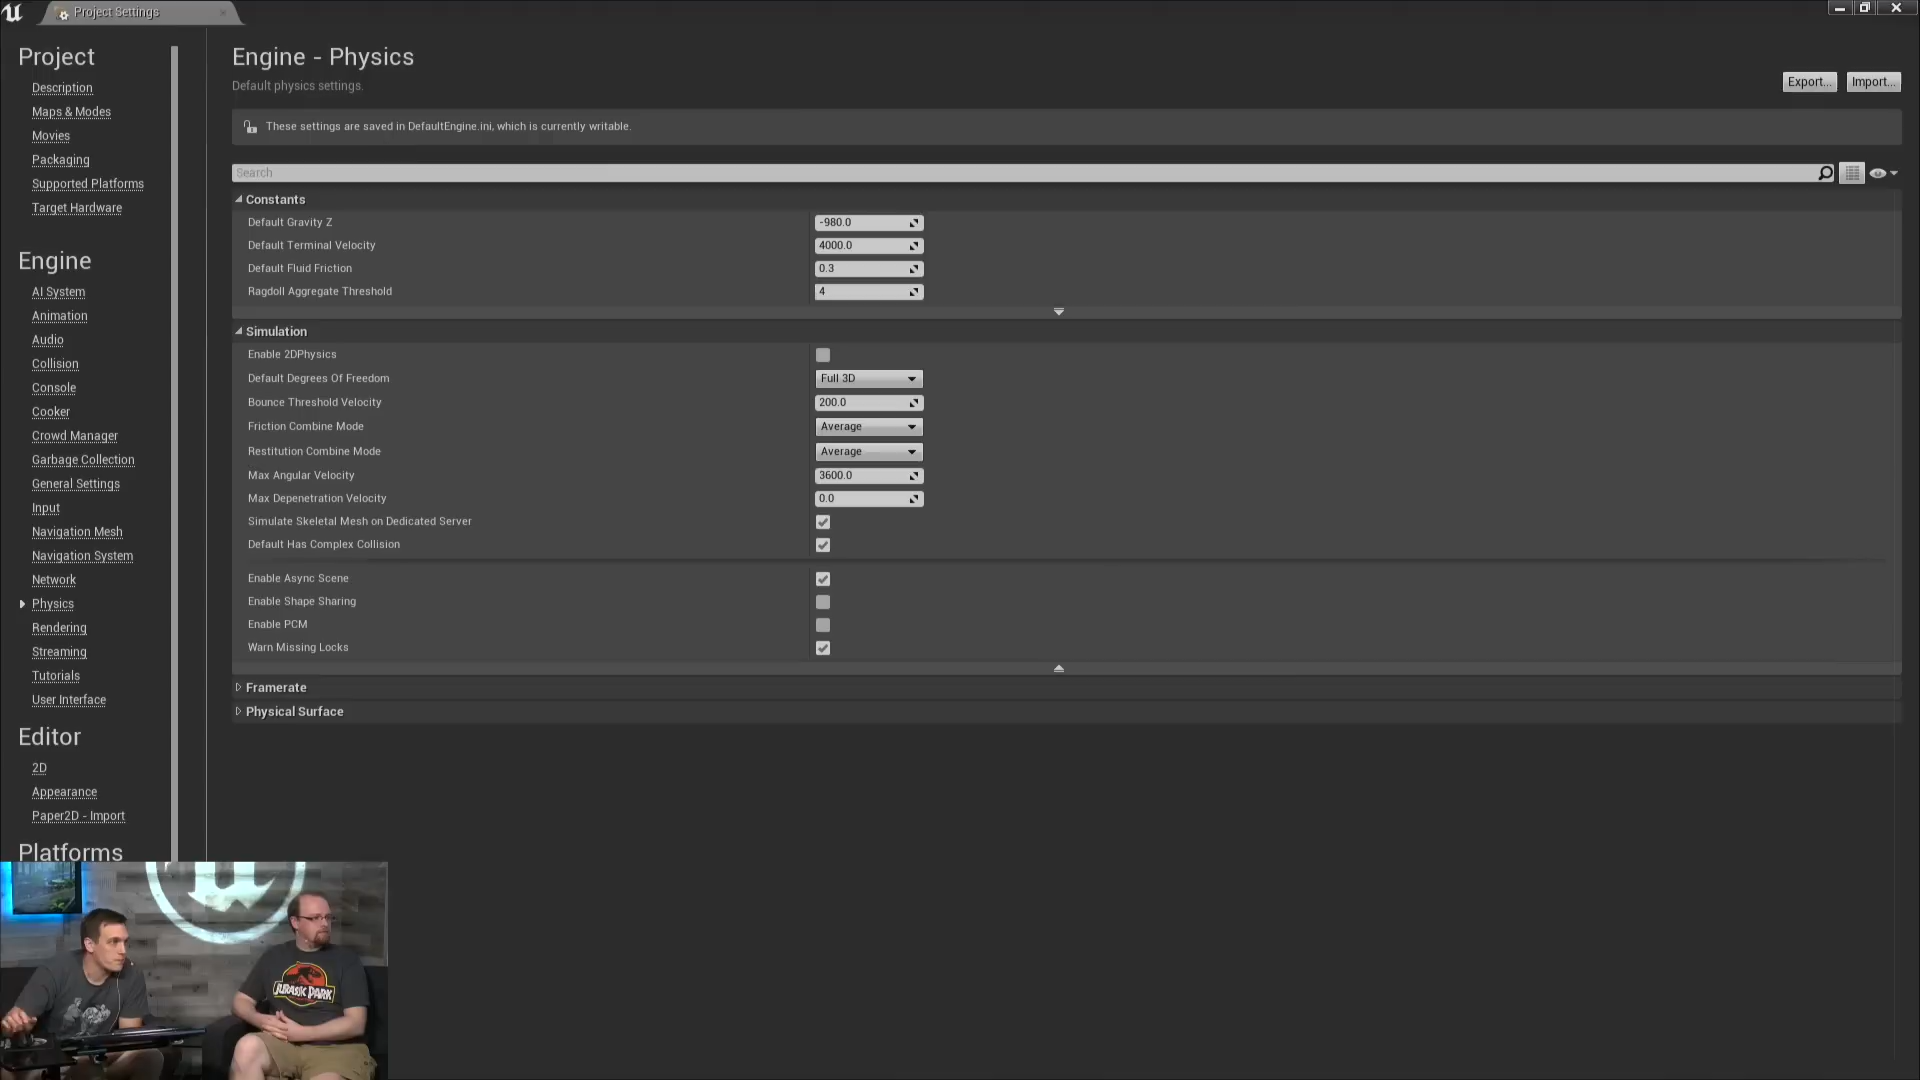 Project Settings
Project
Description
Maps & Modes
Movies
Packaging
Supported Platforms
Target Hardware
Engine
AI System
Animation
Audio
Collision
Console
Cooker
Crowd Manager
Garbage Collection
General Settings
Input
Navigation Mesh
Navigation System
Network
Physics
Rendering
Streaming
Tutorials
User Interface
Editor
2D
Appearance
Paper2D - Import
Platforms
Engine - Physics
Default physics settings.
Export...
Import...
These settings are saved in DefaultEngine.ini, which is currently writable.
Search
Constants
Default Gravity Z -980.0
Default Terminal Velocity 4000.0
Default Fluid Friction 0.3
Ragdoll Aggregate Threshold 4
Simulation
Enable 2DPhysics
Default Degrees Of Freedom Full 3D
Bounce Threshold Velocity 200.0
Friction Combine Mode Average
Restitution Combine Mode Average
Max Angular Velocity 3600.0
Max Depenetration Velocity 0.0
Simulate Skeletal Mesh on Dedicated Server
Default Has Complex Collision
Enable Async Scene
Enable Shape Sharing
Enable PCM
Warn Missing Locks
Framerate
Physical Surface
JURASSIC PARK